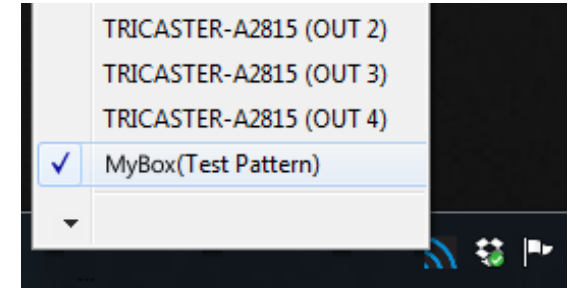 TRICASTER-A2815 (OUT 2)
TRICASTER-A2815 (OUT 3)
TRICASTER-A2815 (OUT 4)
MyBox(Test Pattern)